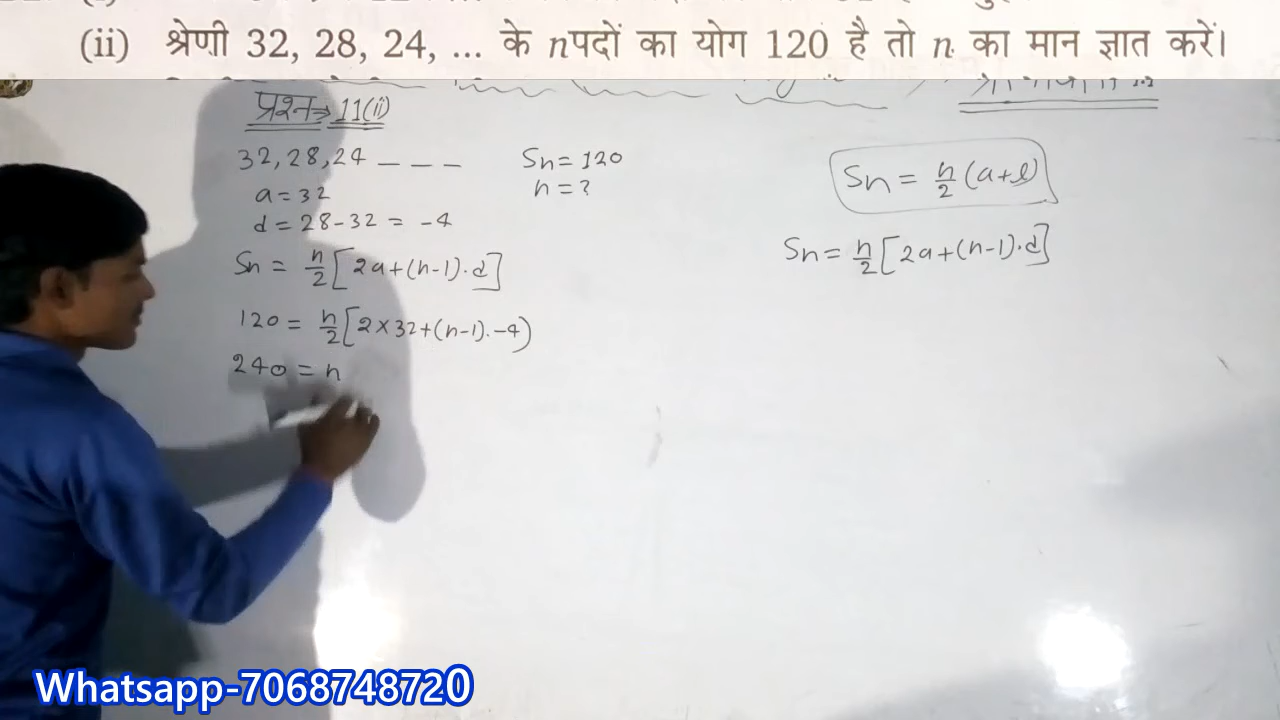 (ii) श्रेणी 32, 28, 24, ... के n पदों का योग 120 है तो n का मान ज्ञात करें।
प्रश्न → 11(ii)
32, 28, 24 _ _ _
Sn = 120
a = 32
n = ?
d = 28 - 32 = -4
Sn = n/2 [2a + (n-1).d]
120 = n/2 [2 × 32 + (n-1).-4)
240 = n
Sn = n/2 (a + l)
Sn = n/2 [2a + (n-1).d]
Whatsapp-7068748720